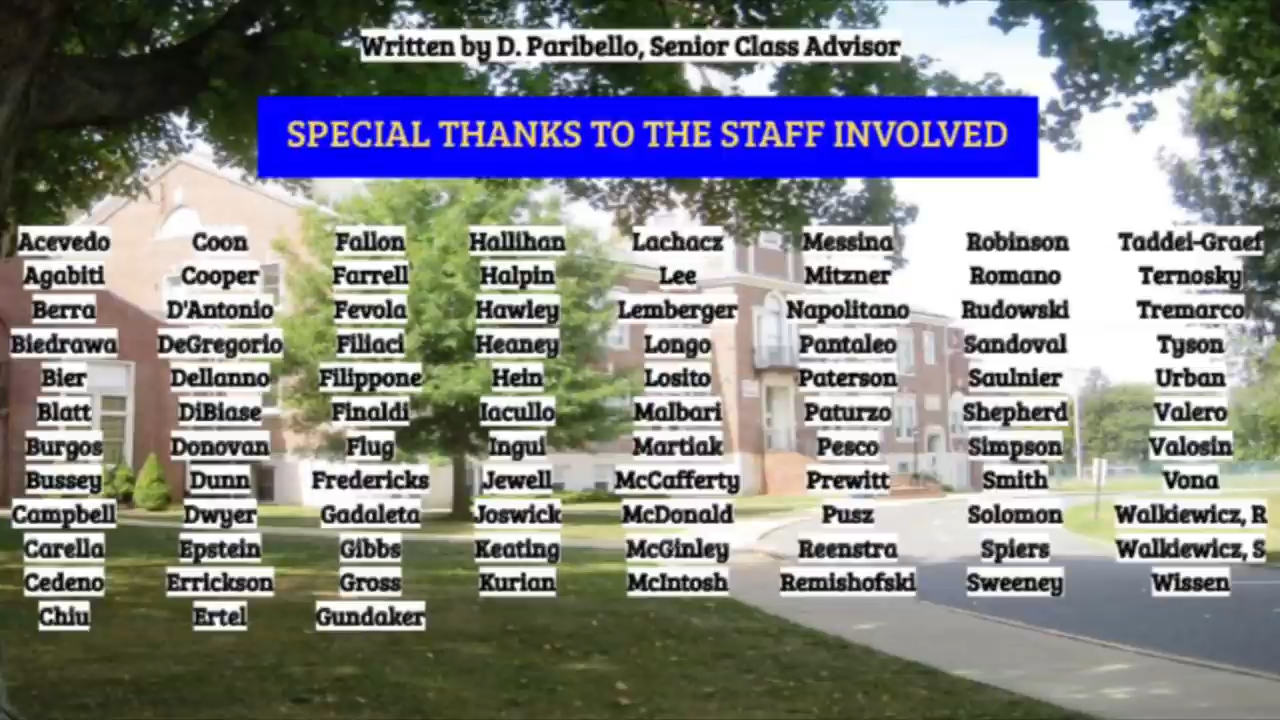 Written by D. Paribello, Senior Class Advisor
SPECIAL THANKS TO THE STAFF INVOLVED
Acevedo
Agabiti
Berra
Biedrawa
Bier
Blatt
Burgos
Bussey
Campbell
Carella
Cedeno
Chiu
Coon
Cooper
D'Antonio
DeGregorio
Dellanno
DiBiase
Donovan
Dunn
Dwyer
Epstein
Errickson
Ertel
Fallon
Farrell
Fevola
Filiaci
Filippone
Finaldi
Flug
Fredericks
Gadaleta
Gibbs
Gross
Gundaker
Hallihan
Halpin
Hawley
Heaney
Hein
Iacullo
Ingui
Jewell
Joswick
Keating
Kurian
Lachacz
Lee
Lemberger
Longo
Losito
Malbari
Martiak
McCafferty
McDonald
McGinley
McIntosh
Messina
Mitzner
Napolitano
Pantaleo
Paterson
Paturzo
Pesco
Prewitt
Pusz
Reenstra
Remishofski
Robinson
Romano
Rudowski
Sandoval
Saulnier
Shepherd
Simpson
Smith
Solomon
Spiers
Sweeney
Taddei-Graef
Ternosky
Tremarco
Tyson
Urban
Valero
Valosin
Vona
Walkiewicz, R
Walkiewicz, S
Wissen